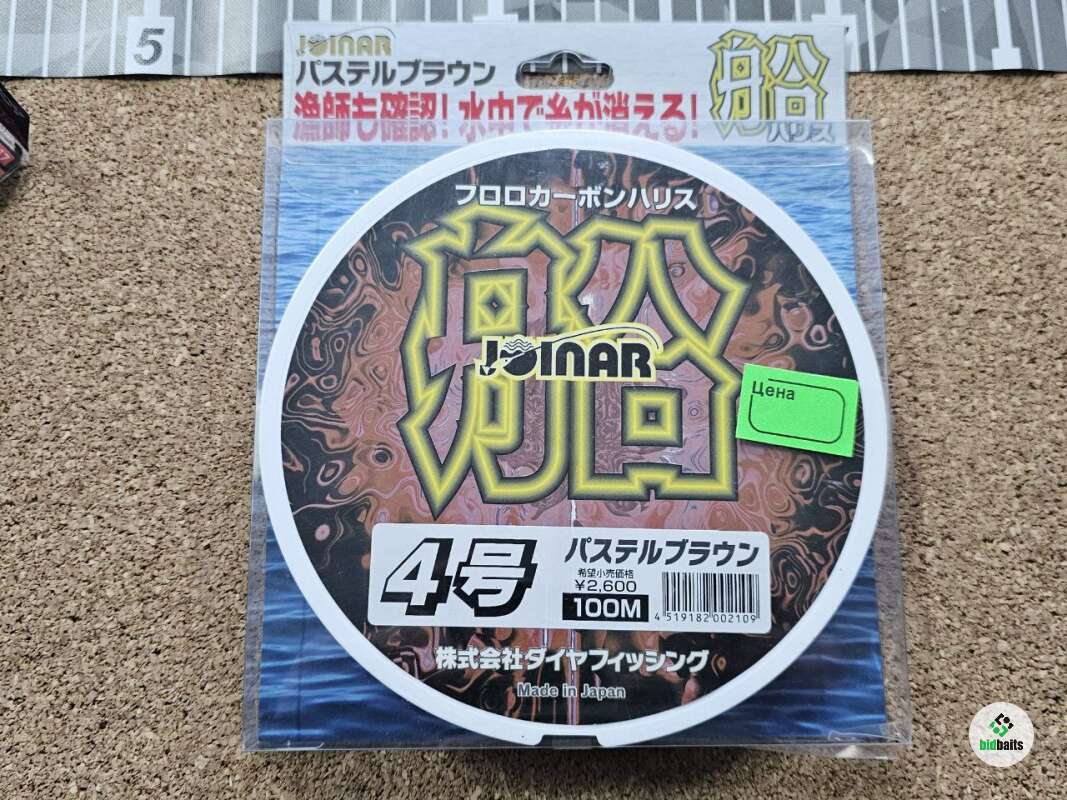 5
JOINAR
パステルブラウン
漁師も確認!水中で糸が消える!
船
ハリス
フロロカーボンハリス
船
JOINAR
Цена
4号
パステルブラウン
希望小売価格
¥2,600
100M
4 519182 002109
株式会社ダイヤフィッシング
Made in Japan
bidbaits